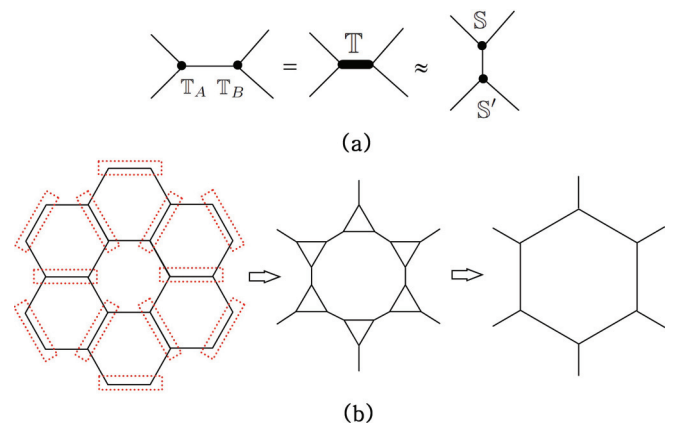 𝕋 𝕊
= ≈
𝕋_A 𝕋_B
𝕊′
(a)
(b)